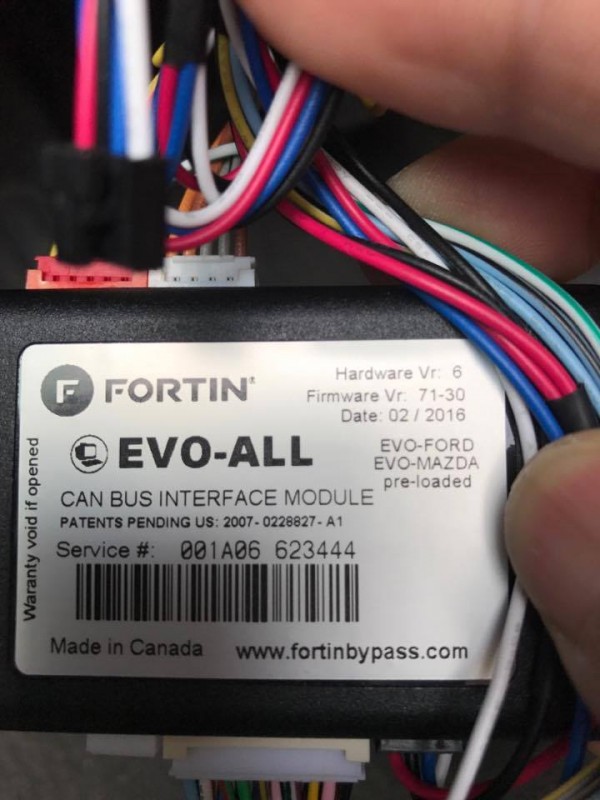 FORTIN
Hardware Vr: 6
Firmware Vr: 71-30
Date: 02 / 2016
EVO-ALL
EVO-FORD
EVO-MAZDA
pre-loaded
CAN BUS INTERFACE MODULE
PATENTS PENDING US: 2007- 0228827- A1
Service #: 001A06 623444
Made in Canada www.fortinbypass.com
Waranty void if opened